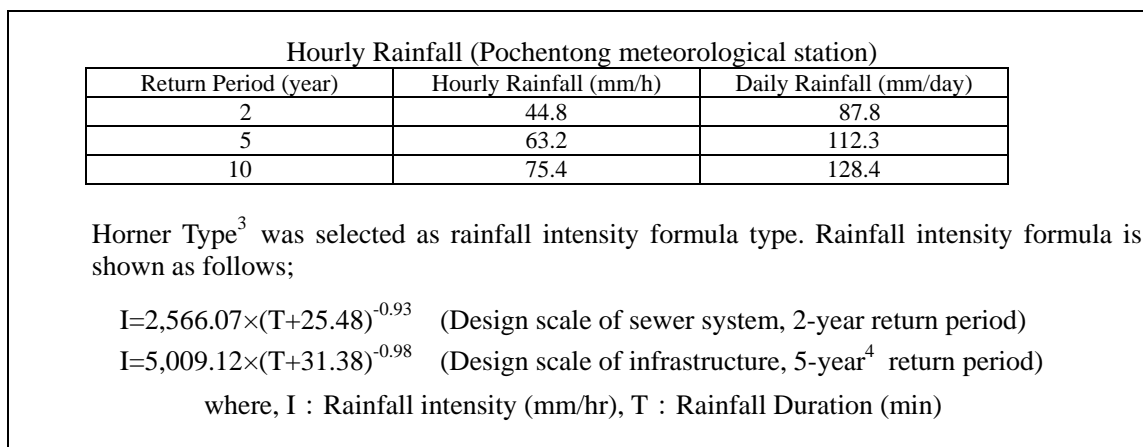 Hourly Rainfall (Pochentong meteorological station)
Return Period (year) Hourly Rainfall (mm/h) Daily Rainfall (mm/day)
2 44.8 87.8
5 63.2 112.3
10 75.4 128.4
Horner Type³ was selected as rainfall intensity formula type. Rainfall intensity formula is
shown as follows;
I=2,566.07×(T+25.48)^-0.93 (Design scale of sewer system, 2-year return period)
I=5,009.12×(T+31.38)^-0.98 (Design scale of infrastructure, 5-year⁴ return period)
where, I : Rainfall intensity (mm/hr), T : Rainfall Duration (min)